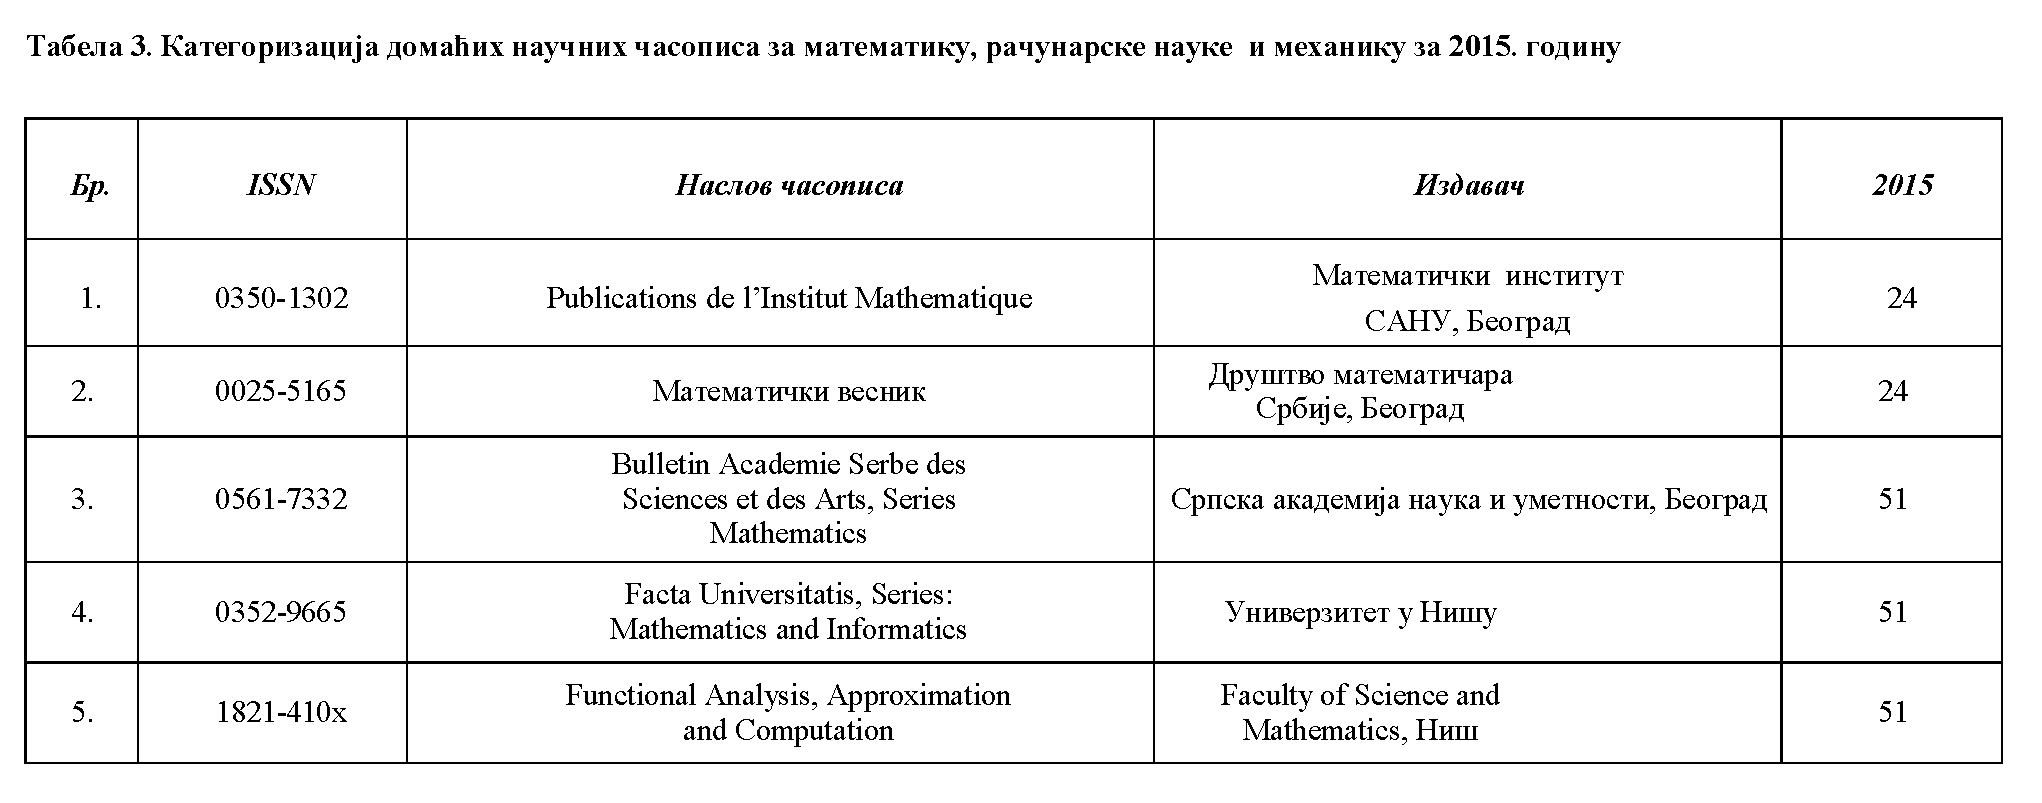 Табела 3. Категоризација домаћих научних часописа за математику, рачунарске науке и механику за 2015. годину
Бр. ISSN Наслов часописа Издавач 2015
1. 0350-1302 Publications de l’Institut Mathematique Математички институт 24
САНУ, Београд
2. 0025-5165 Математички весник Друштво математичара 24
Србије, Београд
Bulletin Academie Serbe des
3. 0561-7332 Sciences et des Arts, Series Српска академија наука и уметности, Београд 51
Mathematics
4. 0352-9665 Facta Universitatis, Series: Универзитет у Нишу 51
Mathematics and Informatics
5. 1821-410x Functional Analysis, Approximation Faculty of Science and 51
and Computation Mathematics, Ниш